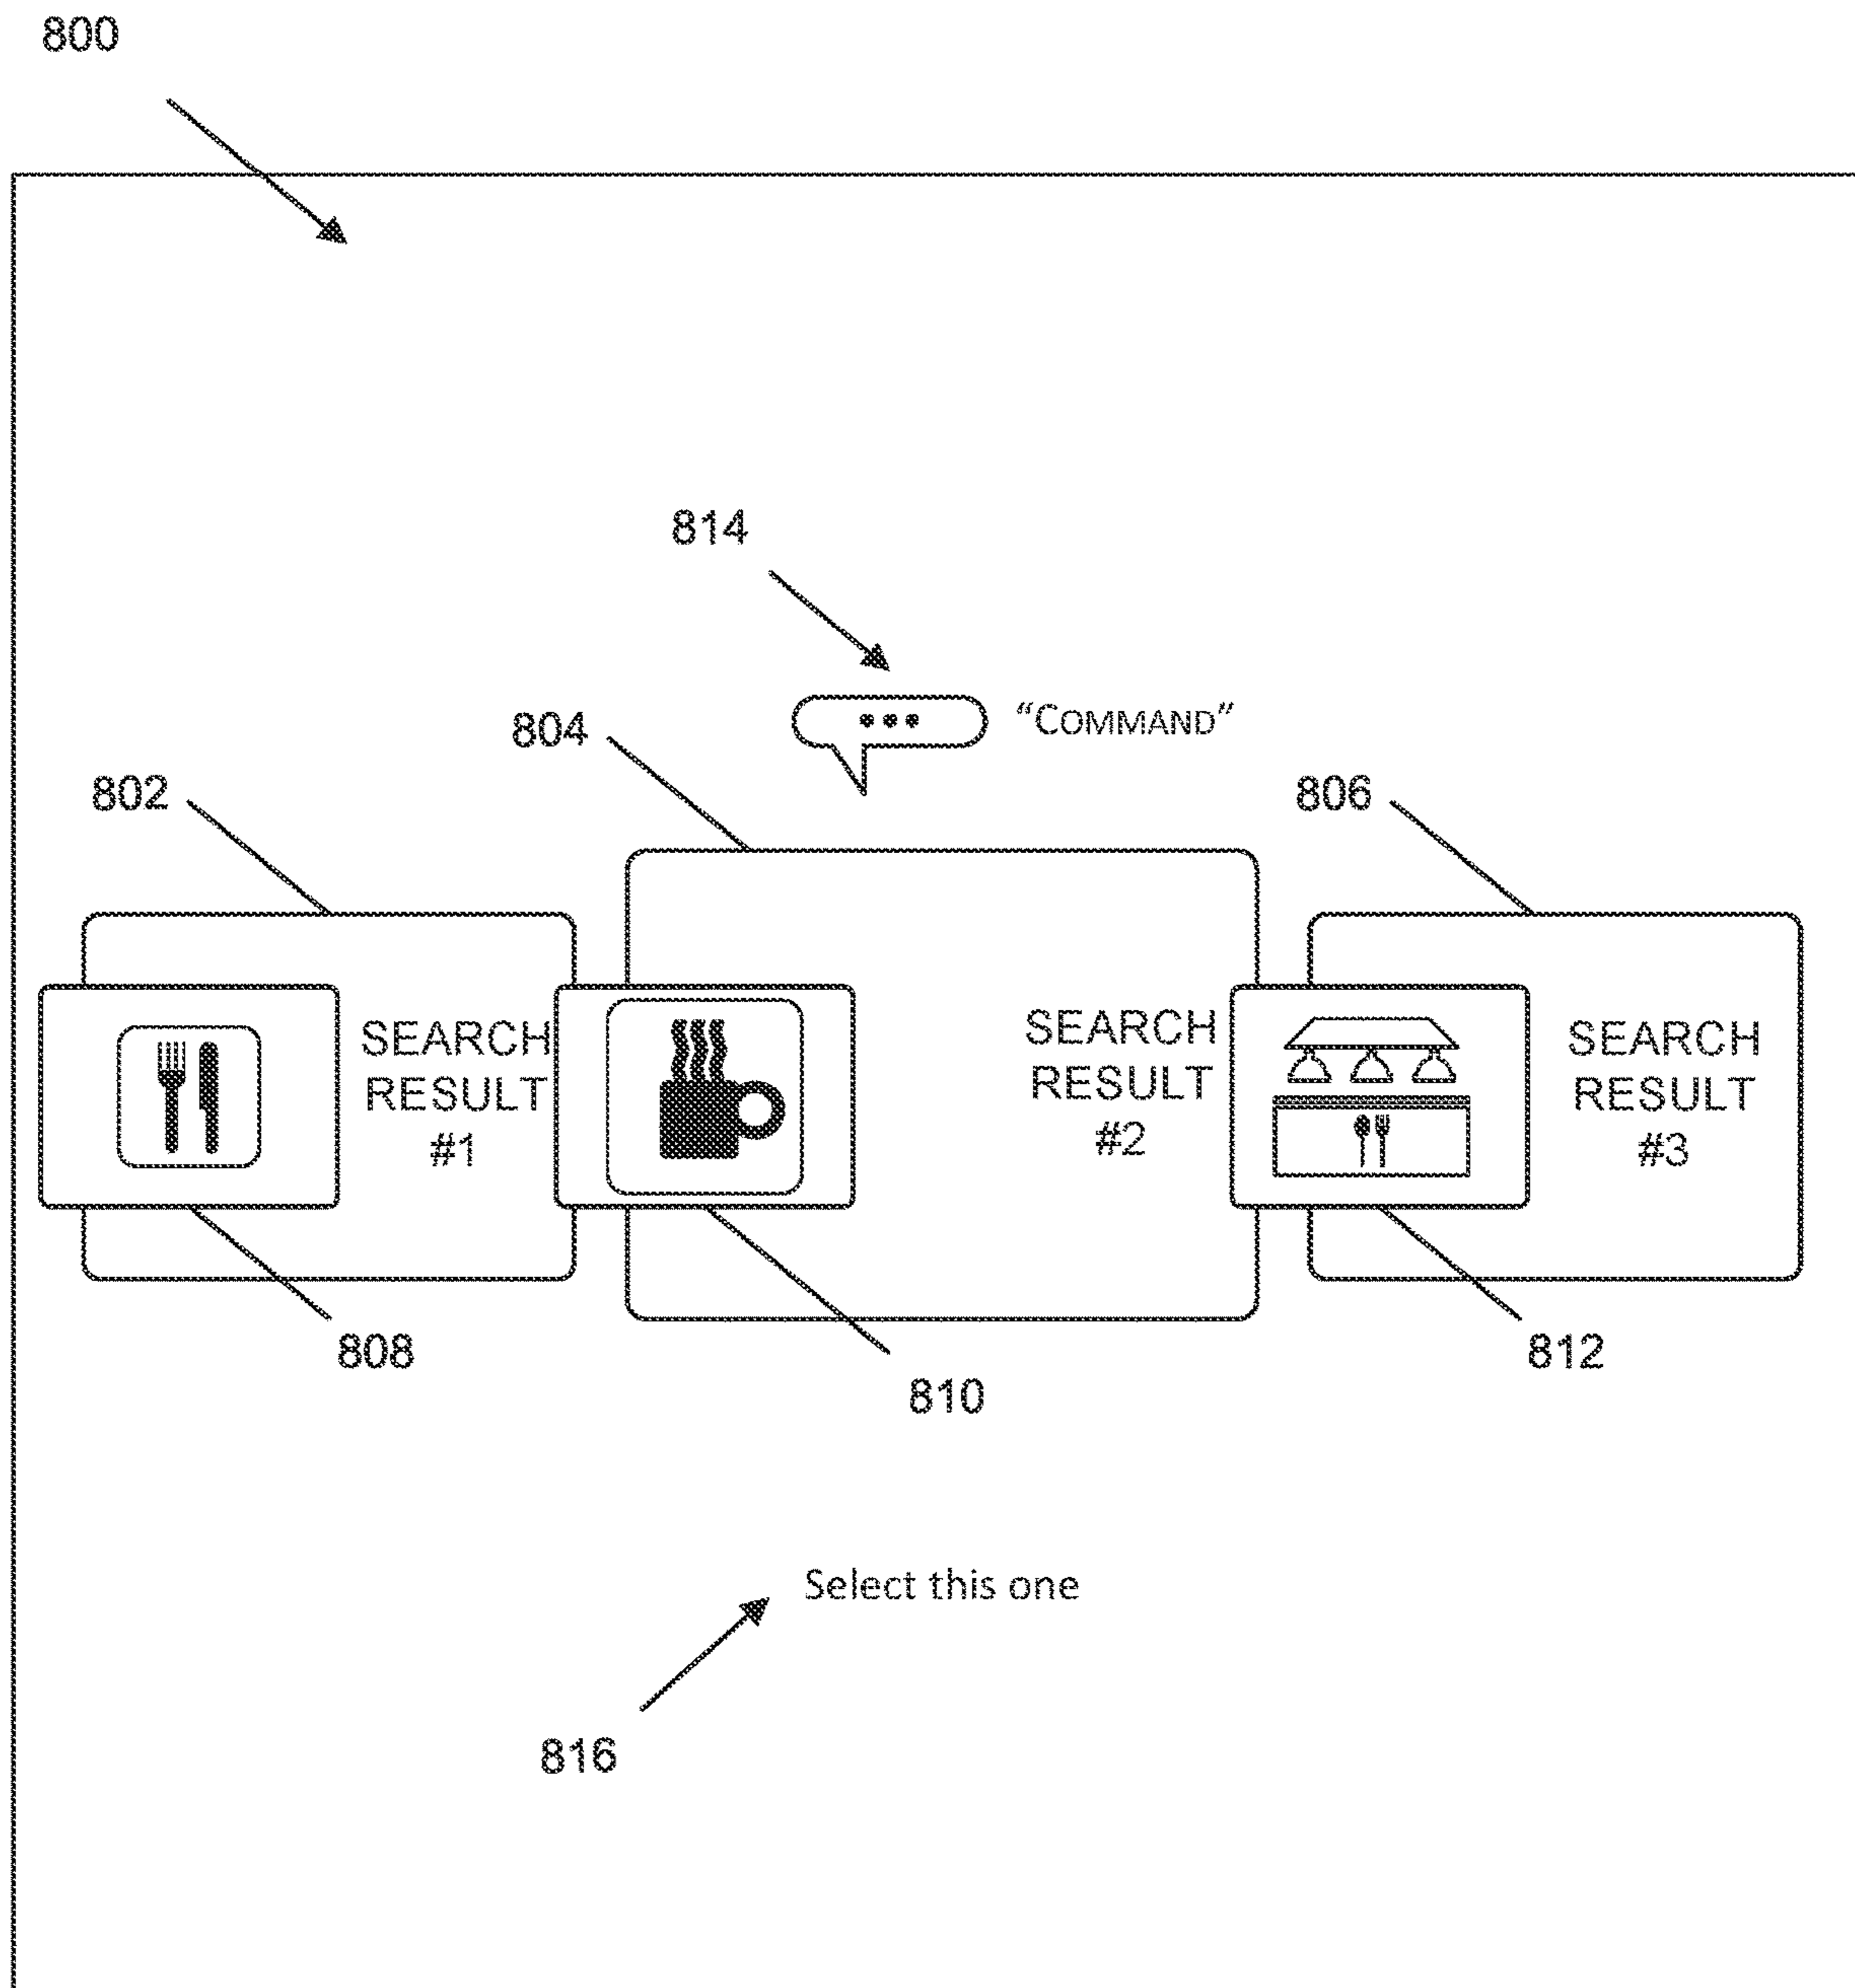 800
814
"COMMAND"
804
802
806
SEARCH
RESULT
#1
SEARCH
RESULT
#2
SEARCH
RESULT
#3
808
810
812
Select this one
816